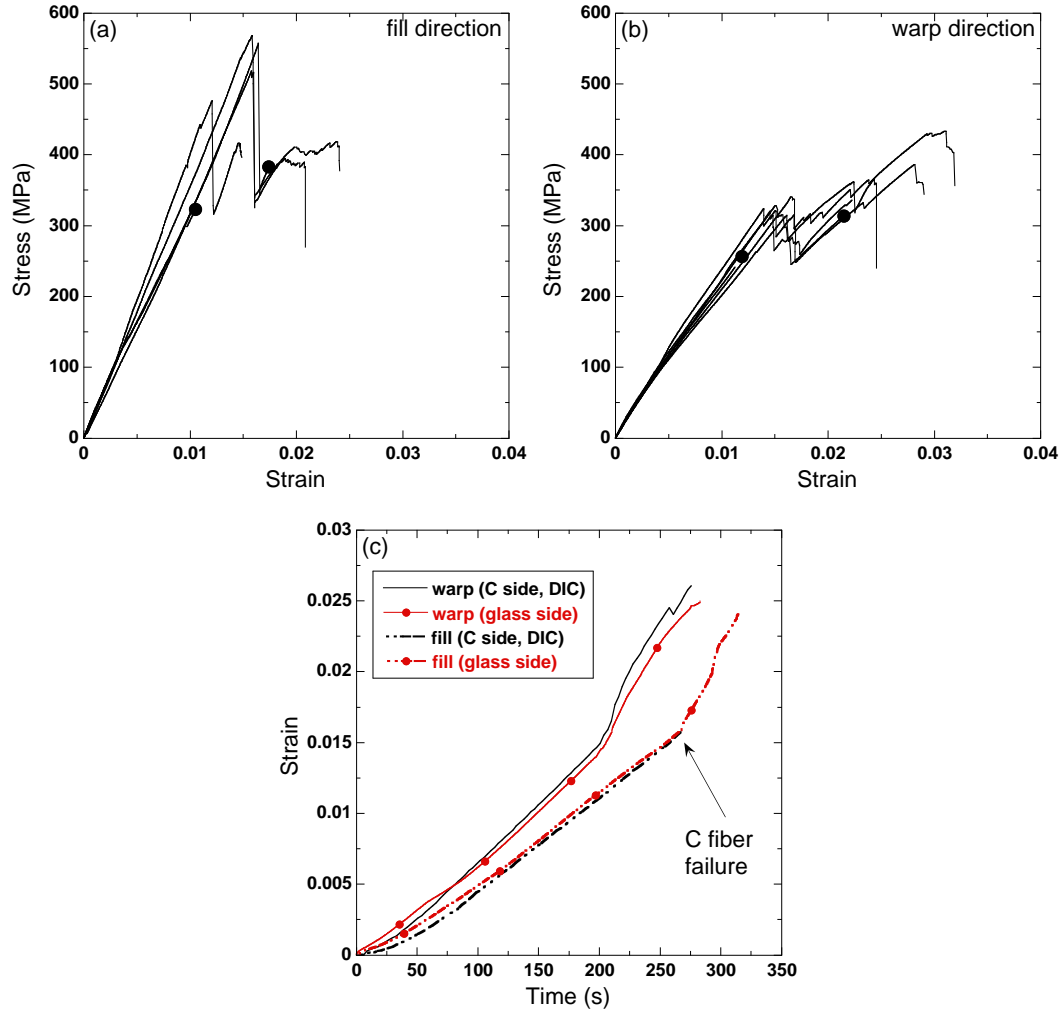 (a) fill direction
600
500
400
300
200
100
0
Stress (MPa)
0 0.01 0.02 0.03 0.04
Strain
(b) warp direction
600
500
400
300
200
100
0
Stress (MPa)
0 0.01 0.02 0.03 0.04
Strain
(c)
0.03
0.025
0.02
0.015
0.01
0.005
0
Strain
warp (C side, DIC)
warp (glass side)
fill (C side, DIC)
fill (glass side)
C fiber
failure
0 50 100 150 200 250 300 350
Time (s)